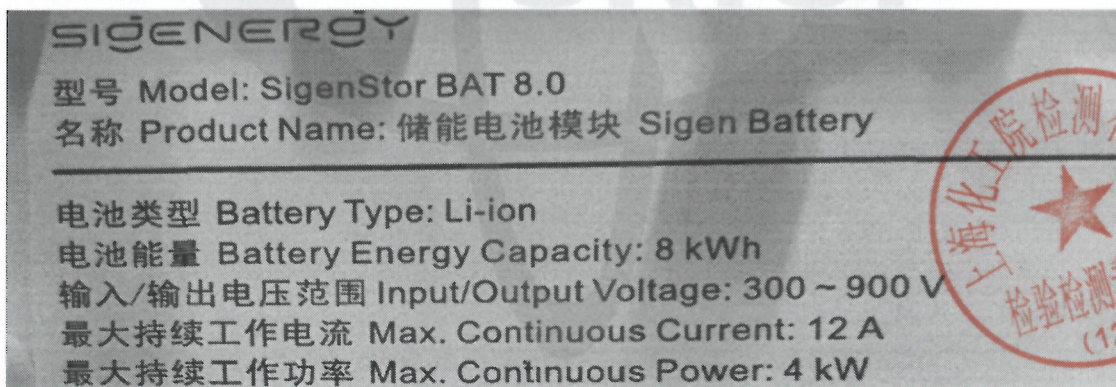 SIGENERGY
型号 Model: SigenStor BAT 8.0
名称 Product Name: 储能电池模块 Sigen Battery
电池类型 Battery Type: Li-ion
电池能量 Battery Energy Capacity: 8 kWh
输入/输出电压范围 Input/Output Voltage: 300 ~ 900 V
最大持续工作电流 Max. Continuous Current: 12 A
最大持续工作功率 Max. Continuous Power: 4 kW
上海化工院检测
检验检测